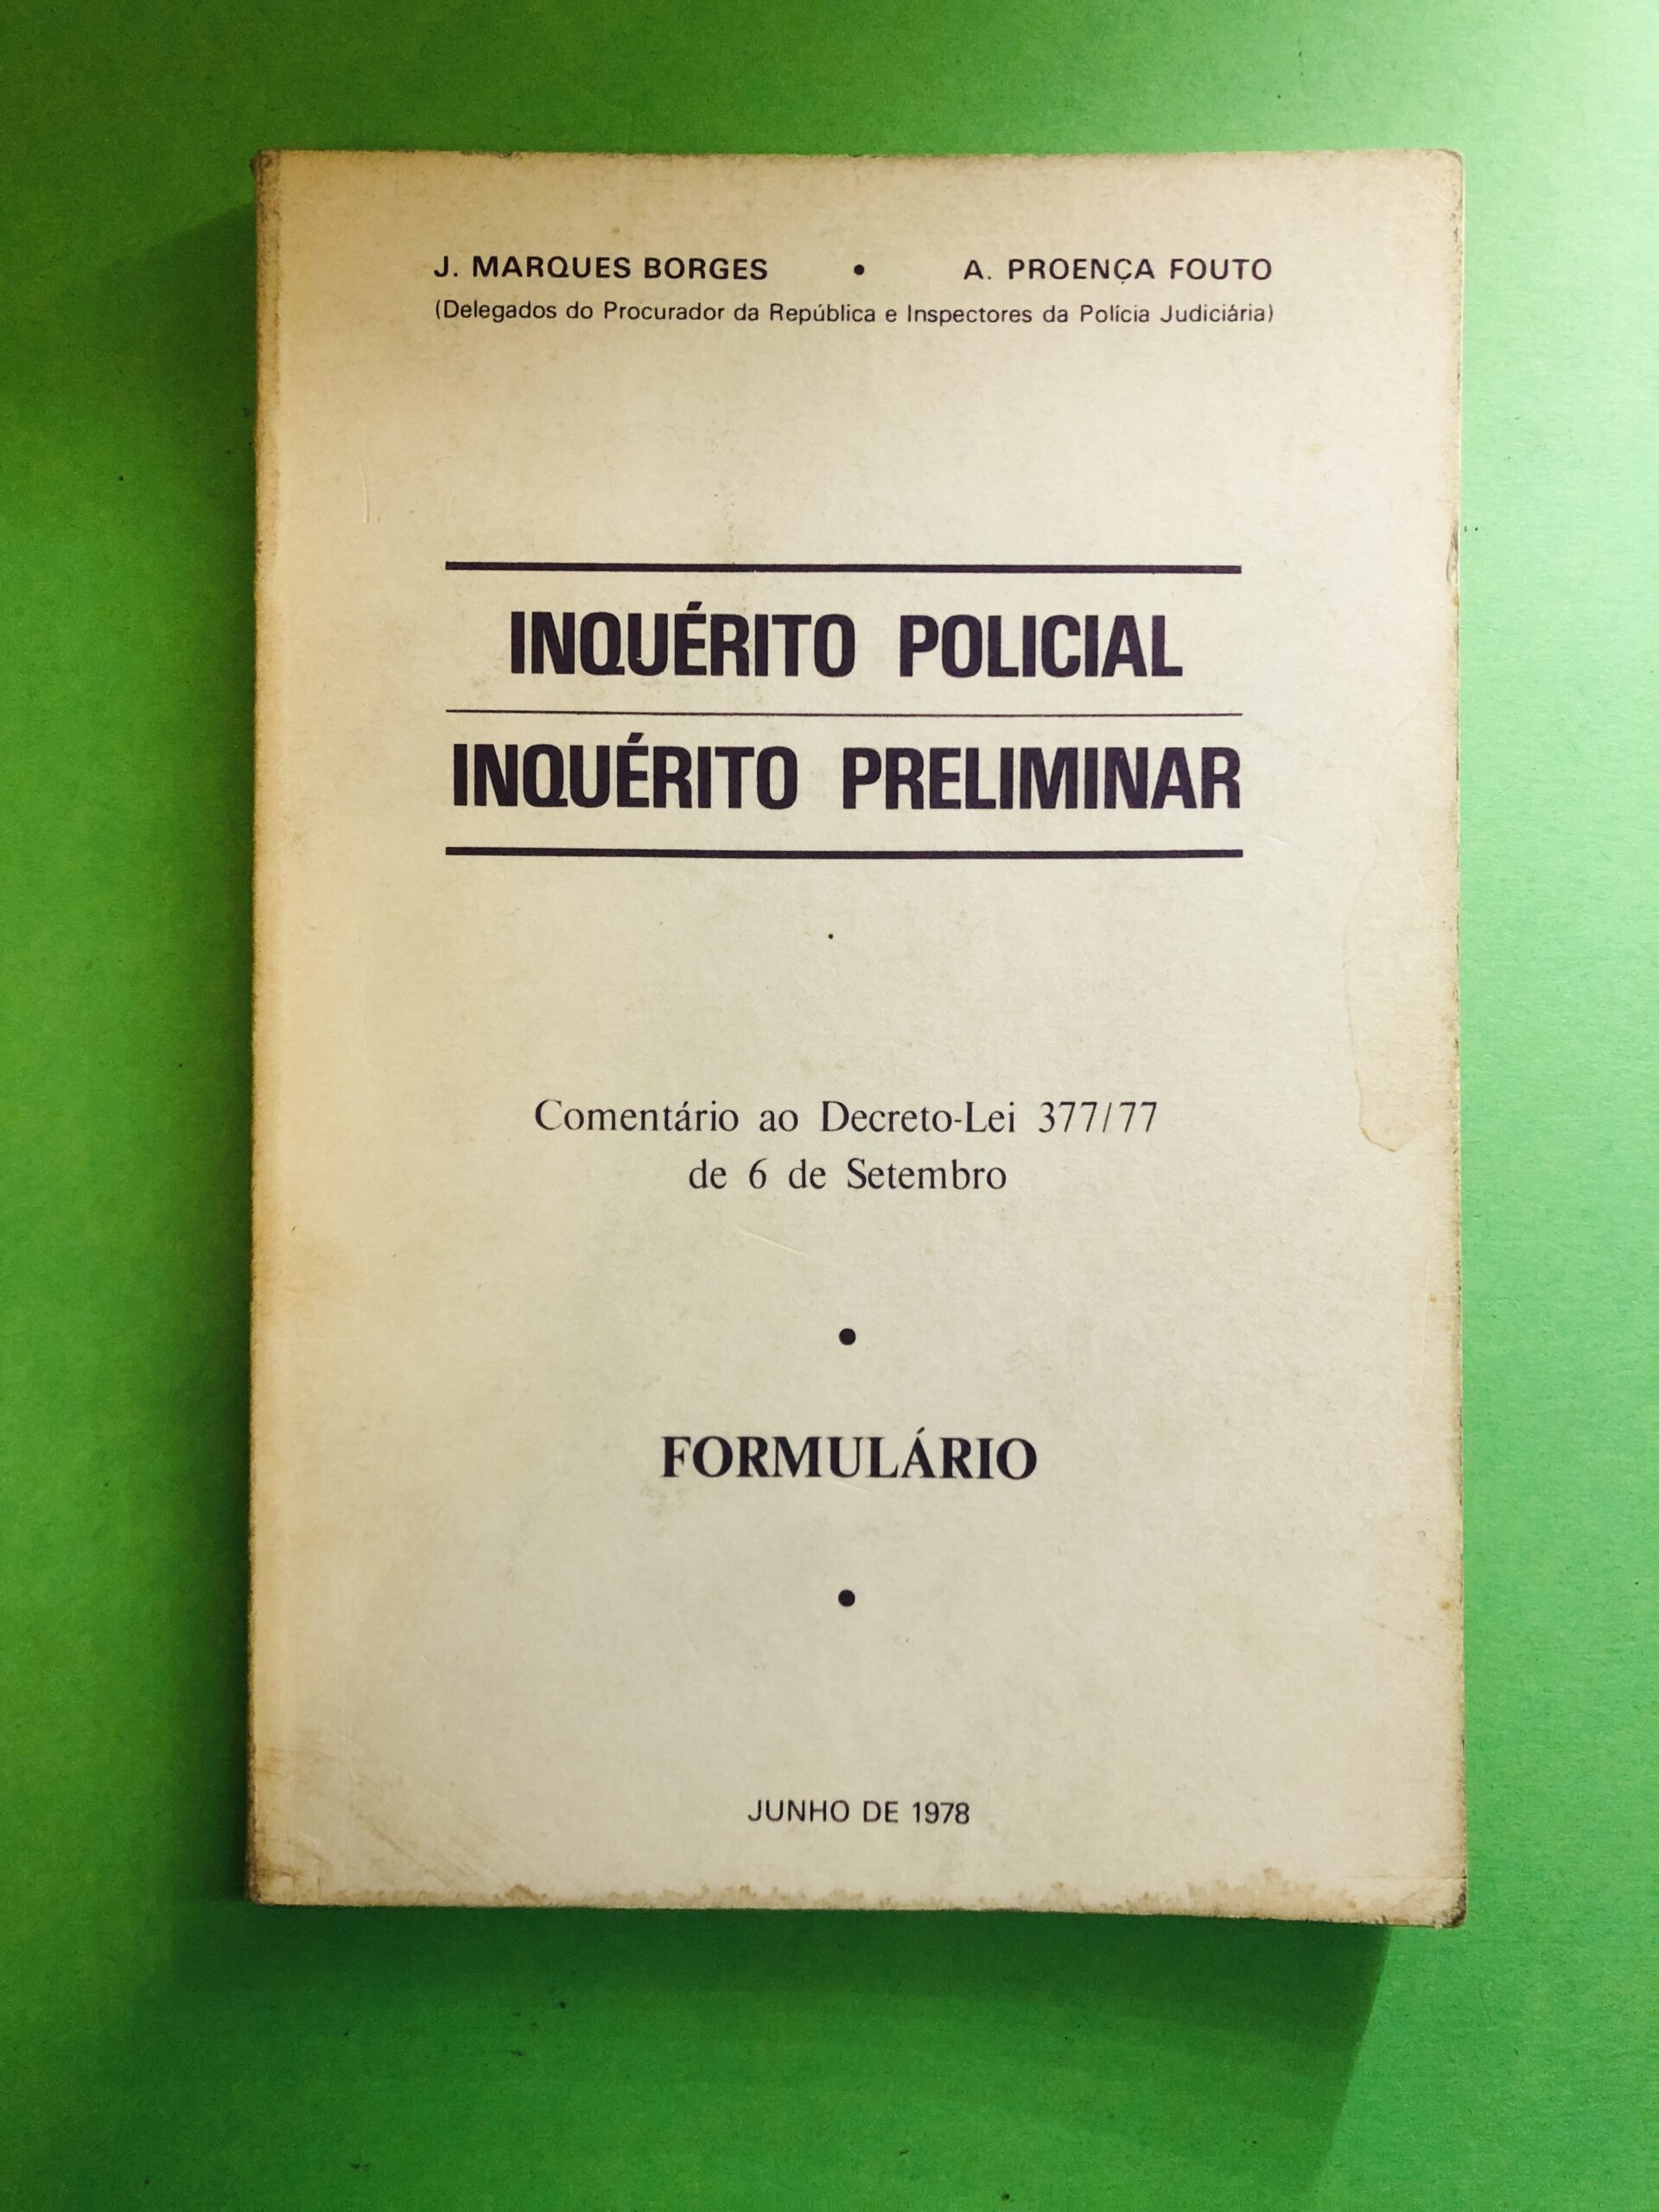 J. MARQUES BORGES • A. PROENÇA FOUTO
(Delegados do Procurador da República e Inspectores da Polícia Judiciária)
INQUÉRITO POLICIAL
INQUÉRITO PRELIMINAR
Comentário ao Decreto-Lei 377/77
de 6 de Setembro
•
FORMULÁRIO
•
JUNHO DE 1978